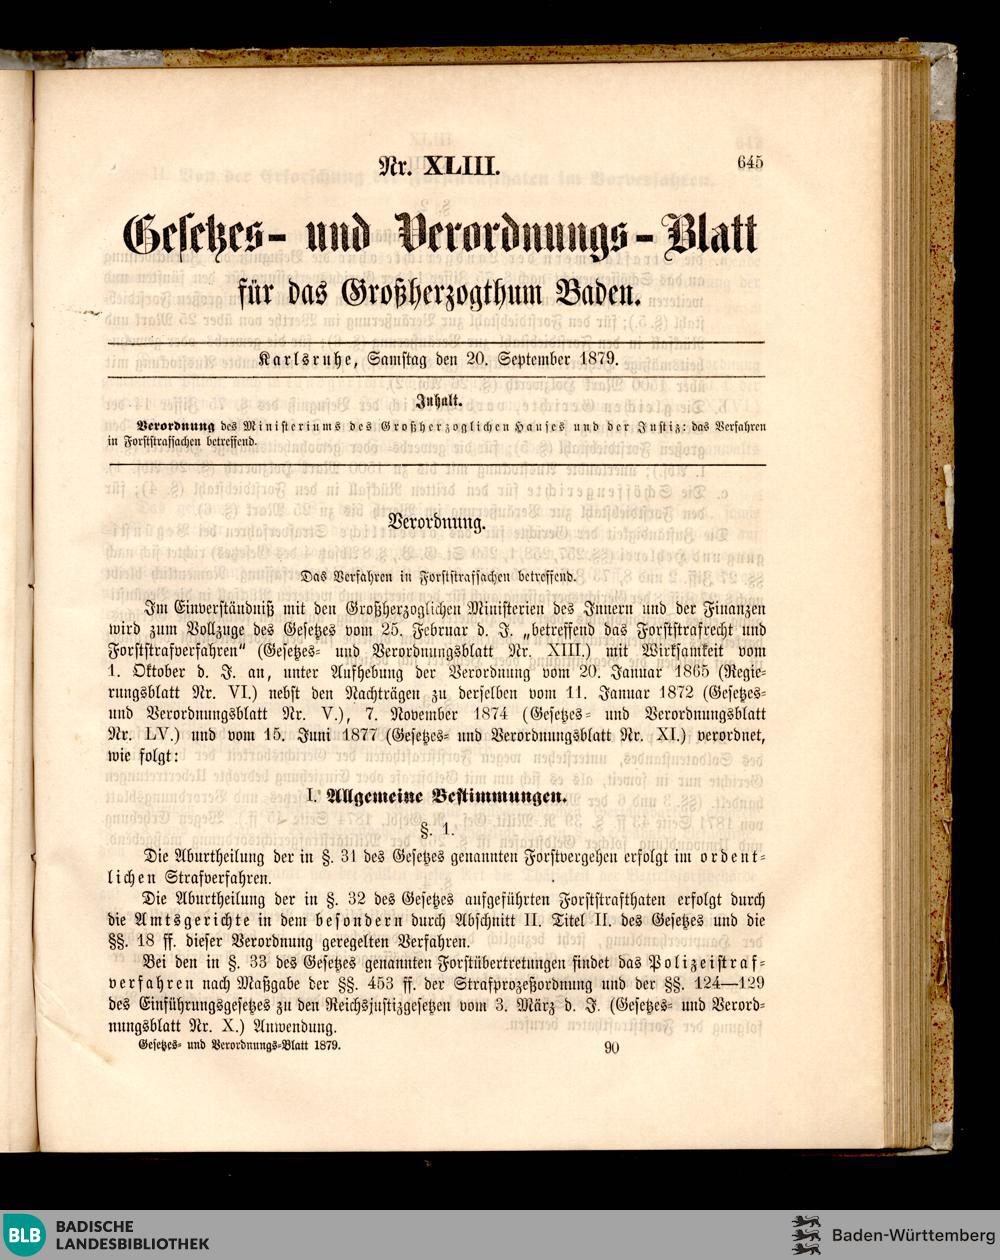 Nr. XLIII.
645
Gesetzes- und Verordnungs-Blatt
für das Großherzogthum Baden.
Karlsruhe, Samstag den 20. September 1879.
Inhalt.
Verordnung des Ministeriums des Großherzoglichen Hauses und der Justiz: das Verfahren
in Forststrafsachen betreffend.
Verordnung.
Das Verfahren in Forststrafsachen betreffend.
Im Einverständniß mit den Großherzoglichen Ministerien des Innern und der Finanzen
wird zum Vollzuge des Gesetzes vom 25. Februar d. J. „betreffend das Forststrafrecht und
Forststrafverfahren“ (Gesetzes- und Verordnungsblatt Nr. XIII.) mit Wirksamkeit vom
1. Oktober d. J. an, unter Aufhebung der Verordnung vom 20. Januar 1865 (Regie-
rungsblatt Nr. VI.) nebst den Nachträgen zu derselben vom 11. Januar 1872 (Gesetzes-
und Verordnungsblatt Nr. V.), 7. November 1874 (Gesetzes- und Verordnungsblatt
Nr. LV.) und vom 15. Juni 1877 (Gesetzes- und Verordnungsblatt Nr. XI.) verordnet,
wie folgt:
I. Allgemeine Bestimmungen.
§. 1.
Die Aburtheilung der in §. 31 des Gesetzes genannten Forstvergehen erfolgt im ordent-
lichen Strafverfahren.
Die Aburtheilung der in §. 32 des Gesetzes aufgeführten Forststrafthaten erfolgt durch
die Amtsgerichte in dem besondern durch Abschnitt II. Titel II. des Gesetzes und die
§§. 18 ff. dieser Verordnung geregelten Verfahren.
Bei den in §. 33 des Gesetzes genannten Forstübertretungen findet das Polizeistraf-
verfahren nach Maßgabe der §§. 453 ff. der Strafprozeßordnung und der §§. 124—129
des Einführungsgesetzes zu den Reichsjustizgesetzen vom 3. März d. J. (Gesetzes- und Verord-
nungsblatt Nr. X.) Anwendung.
Gesetzes- und Verordnungs-Blatt 1879.
90
BLB
BADISCHE
LANDESBIBLIOTHEK
Baden-Württemberg